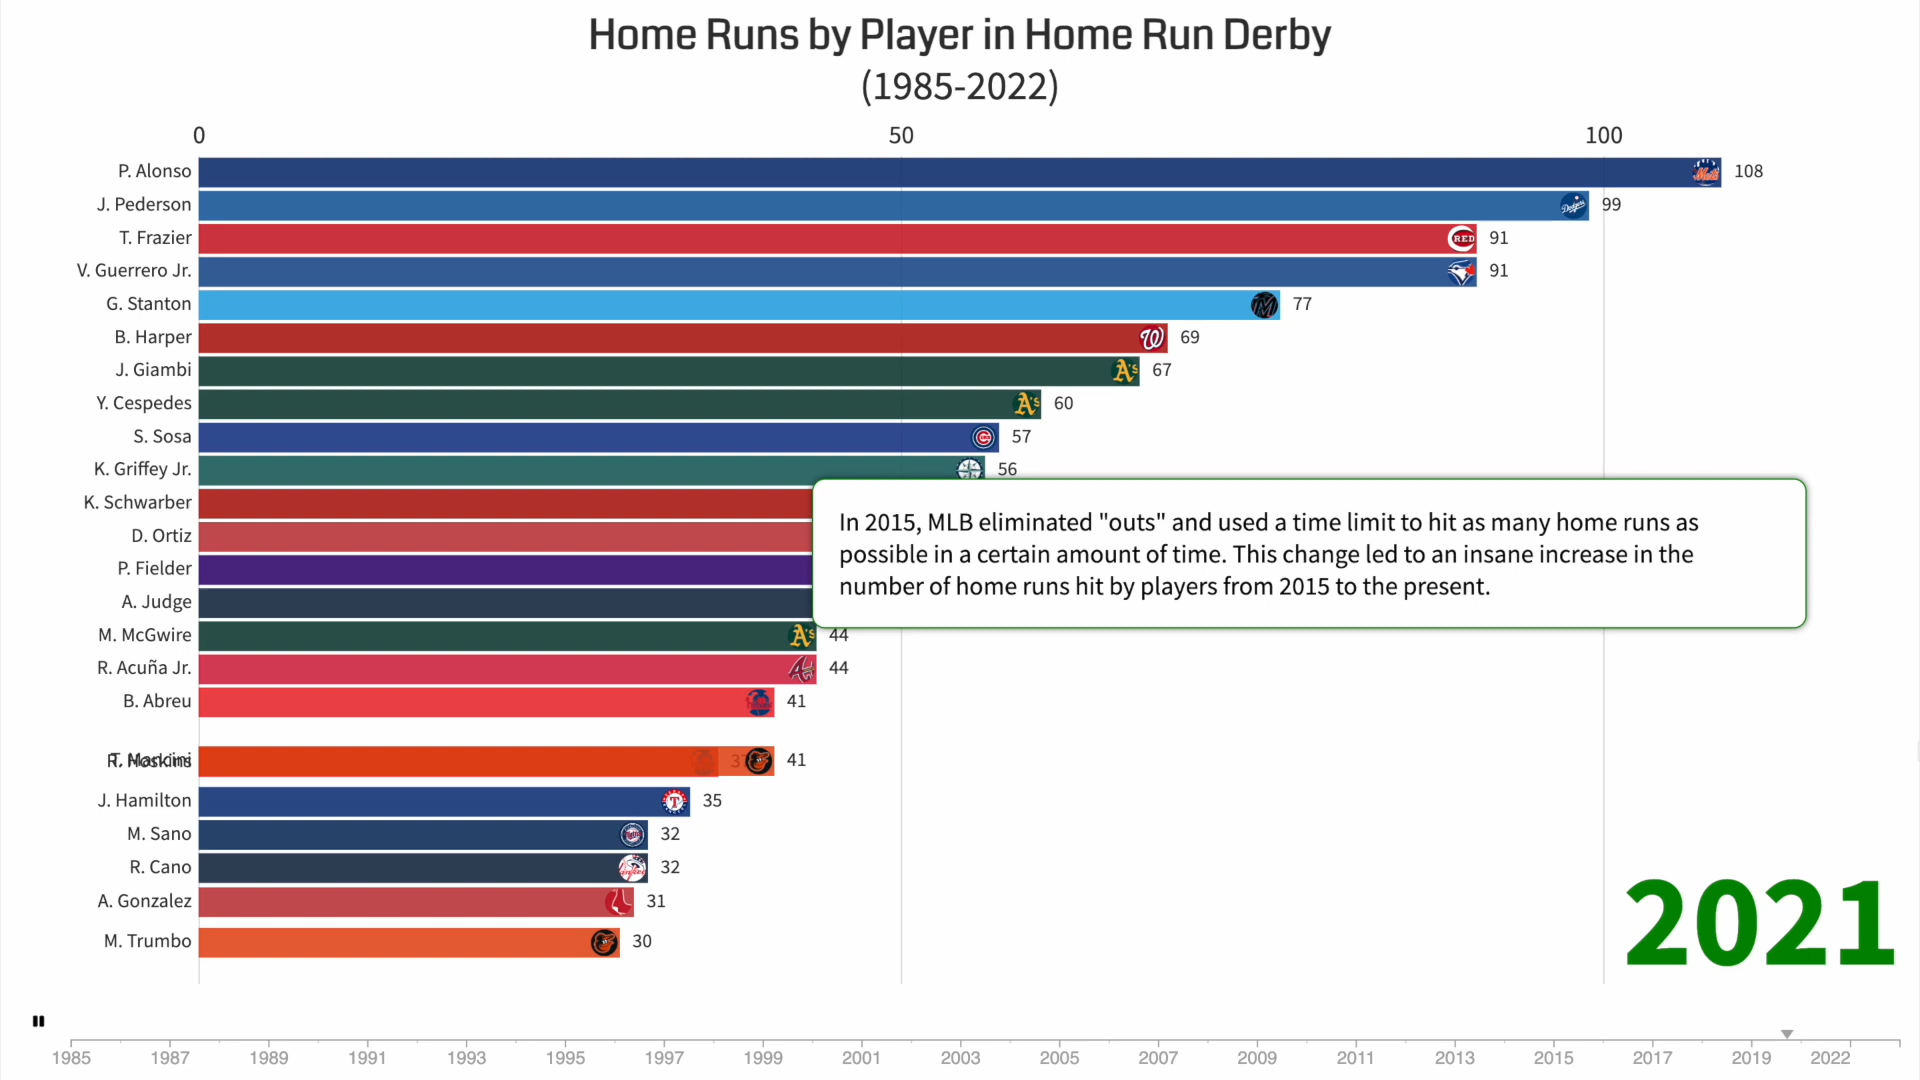 Home Runs by Player in Home Run Derby
(1985-2022)
0 50 100
P. Alonso 108
J. Pederson 99
T. Frazier RED 91
V. Guerrero Jr. 91
G. Stanton 77
B. Harper W 69
J. Giambi A's 67
Y. Cespedes A's 60
S. Sosa 57
K. Griffey Jr. 56
K. Schwarber
D. Ortiz
P. Fielder
A. Judge
In 2015, MLB eliminated "outs" and used a time limit to hit as many home runs as
possible in a certain amount of time. This change led to an insane increase in the
number of home runs hit by players from 2015 to the present.
M. McGwire A's 44
R. Acuña Jr. A 44
B. Abreu 41
T. Mancini 41
R. Hoskins
J. Hamilton T 35
M. Sano 32
R. Cano 32
A. Gonzalez 31
M. Trumbo 30
2021
1985 1987 1989 1991 1993 1995 1997 1999 2001 2003 2005 2007 2009 2011 2013 2015 2017 2019 2022